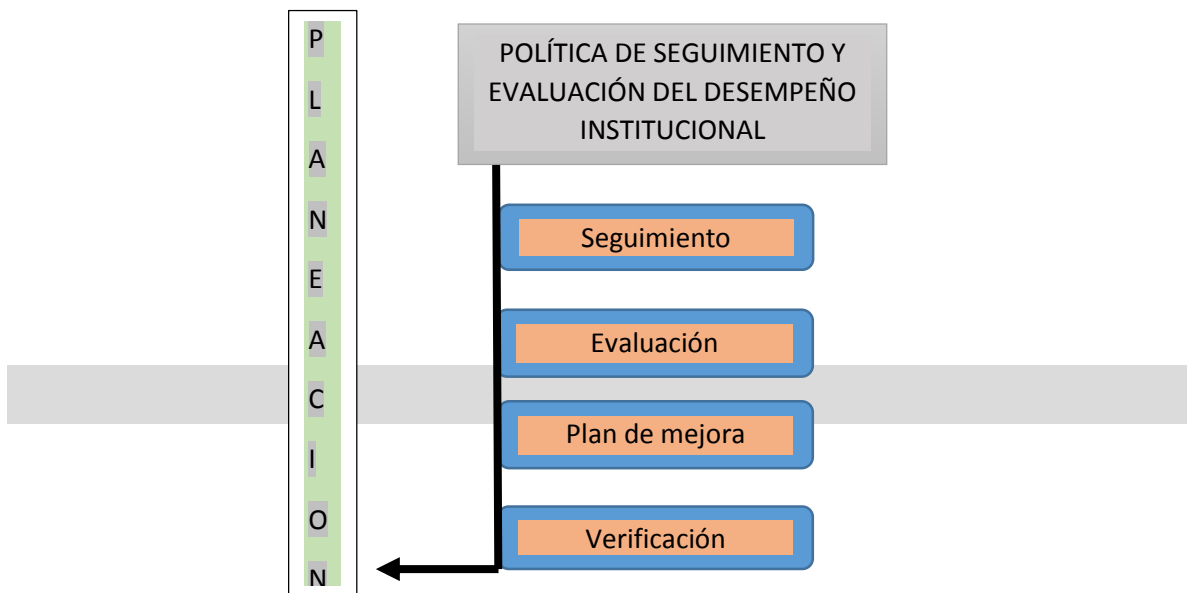 P
L
A
N
E
A
C
I
O
N
POLÍTICA DE SEGUIMIENTO Y
EVALUACIÓN DEL DESEMPEÑO
INSTITUCIONAL
Seguimiento
Evaluación
Plan de mejora
Verificación